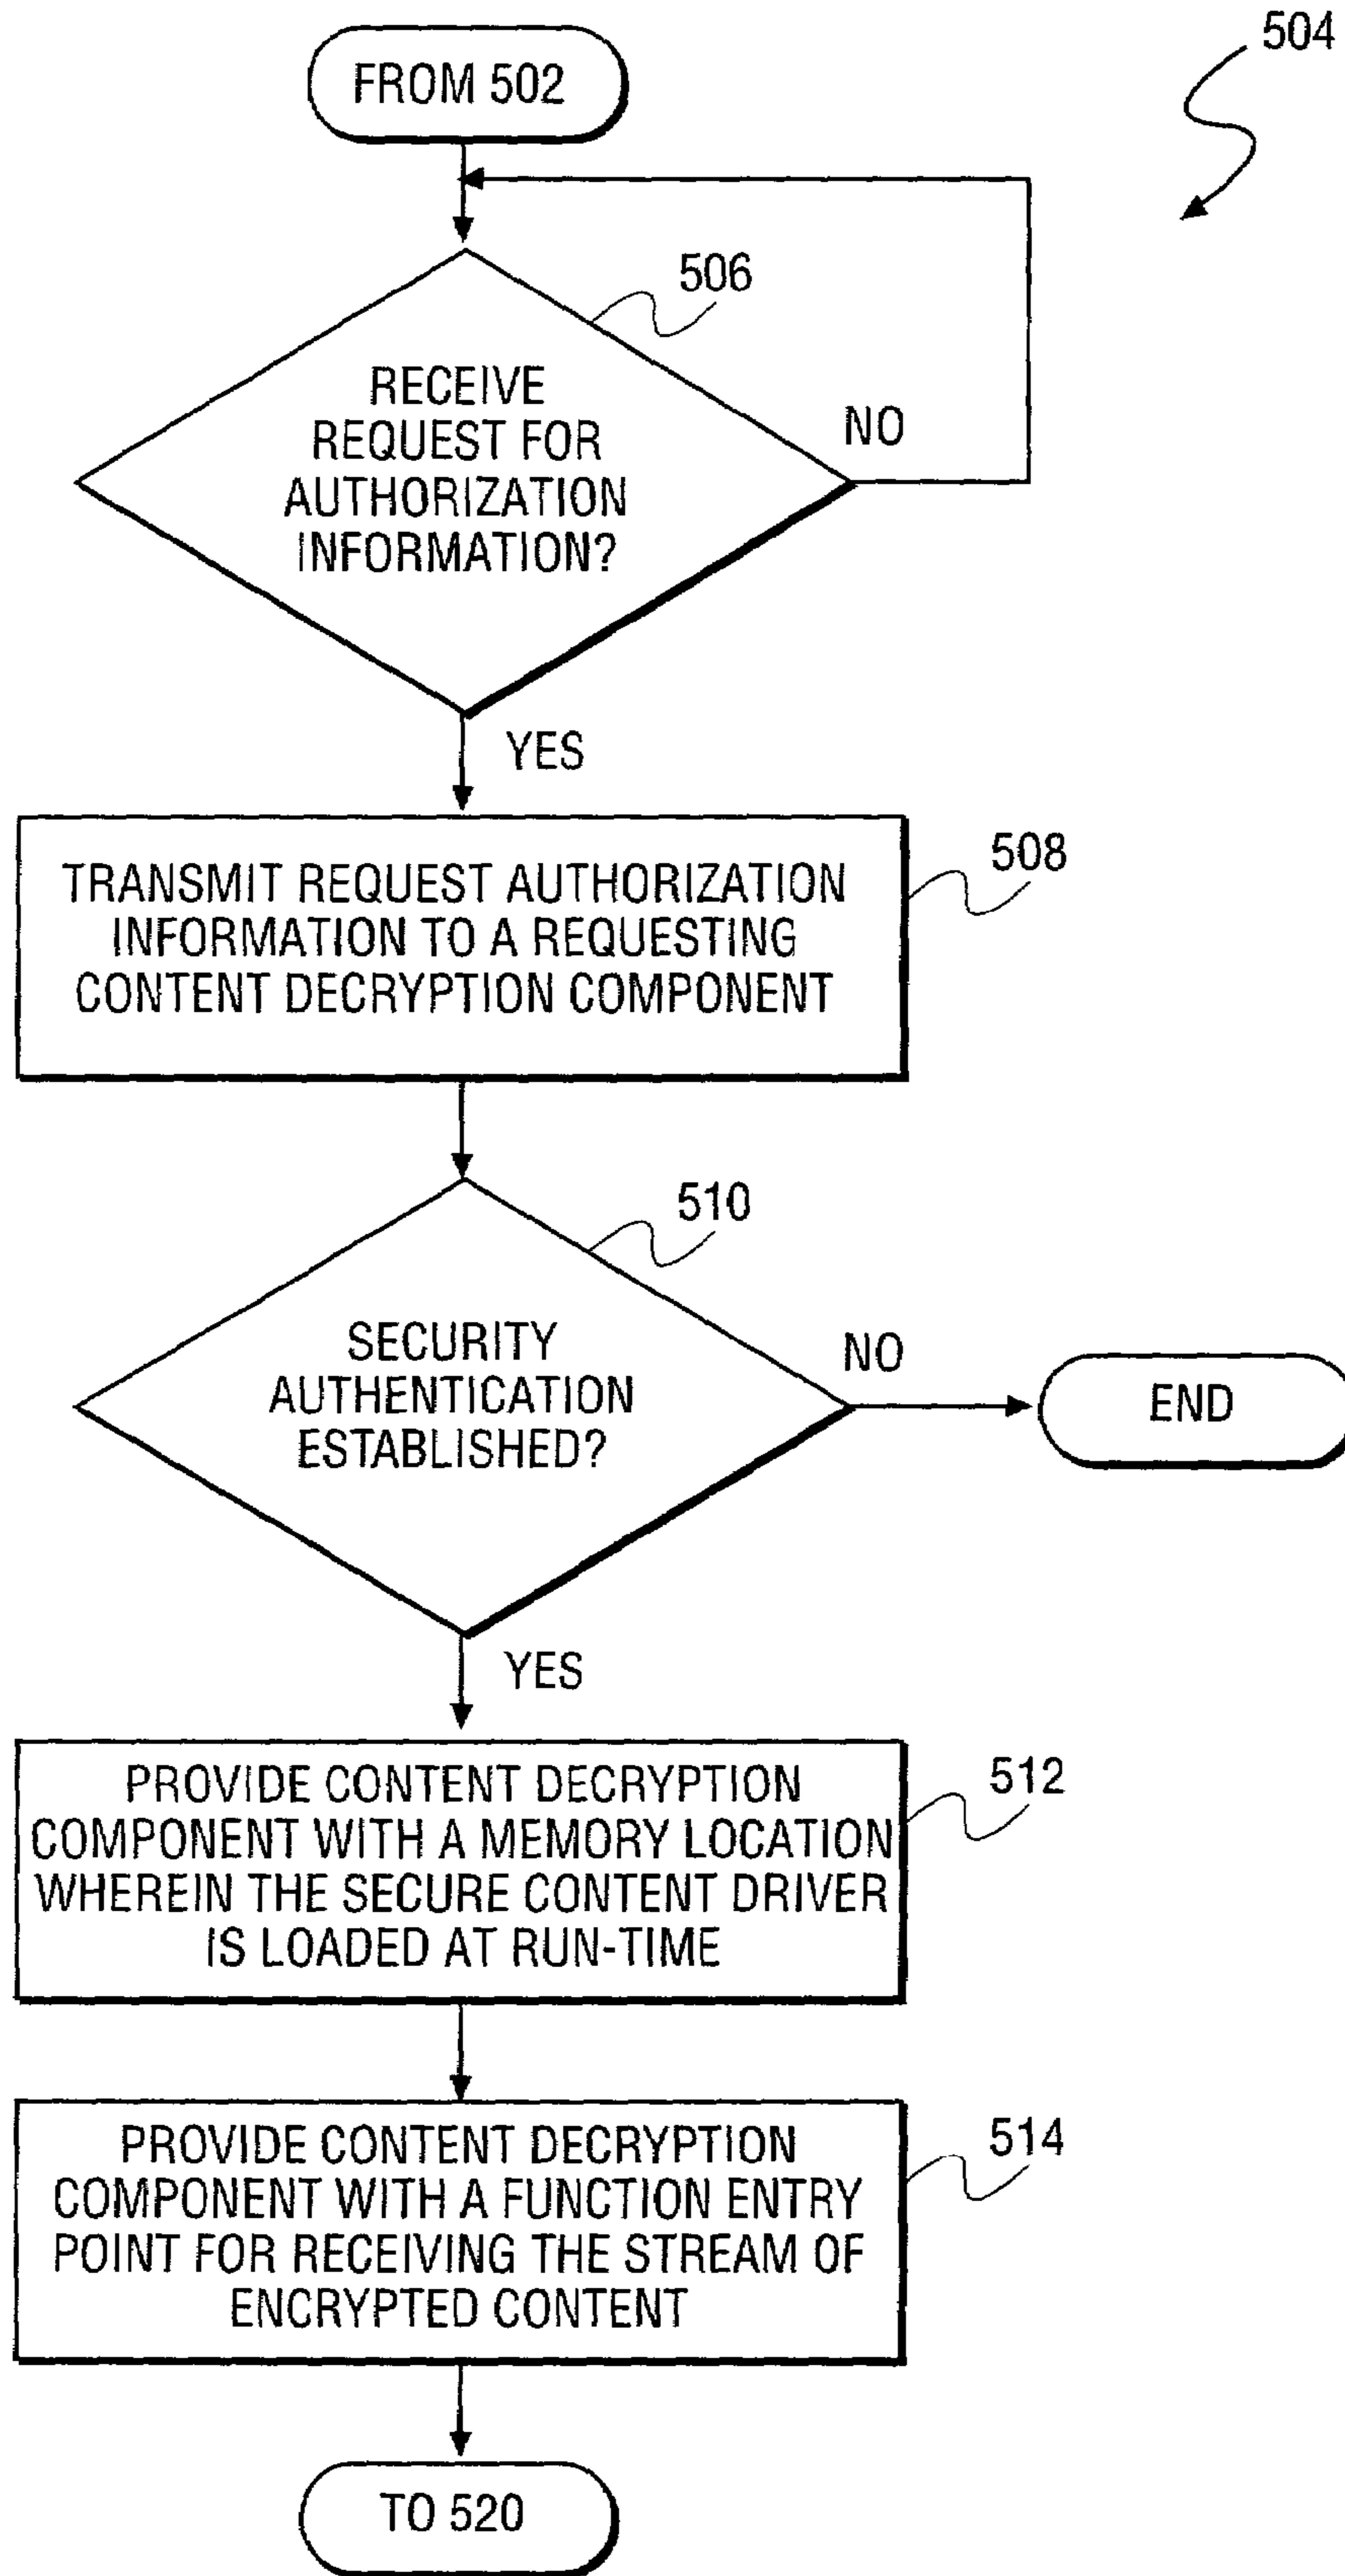 504
FROM 502
506
RECEIVE
REQUEST FOR
AUTHORIZATION
INFORMATION?
NO
YES
508
TRANSMIT REQUEST AUTHORIZATION
INFORMATION TO A REQUESTING
CONTENT DECRYPTION COMPONENT
510
SECURITY
AUTHENTICATION
ESTABLISHED?
NO
END
YES
512
PROVIDE CONTENT DECRYPTION
COMPONENT WITH A MEMORY LOCATION
WHEREIN THE SECURE CONTENT DRIVER
IS LOADED AT RUN-TIME
514
PROVIDE CONTENT DECRYPTION
COMPONENT WITH A FUNCTION ENTRY
POINT FOR RECEIVING THE STREAM OF
ENCRYPTED CONTENT
TO 520